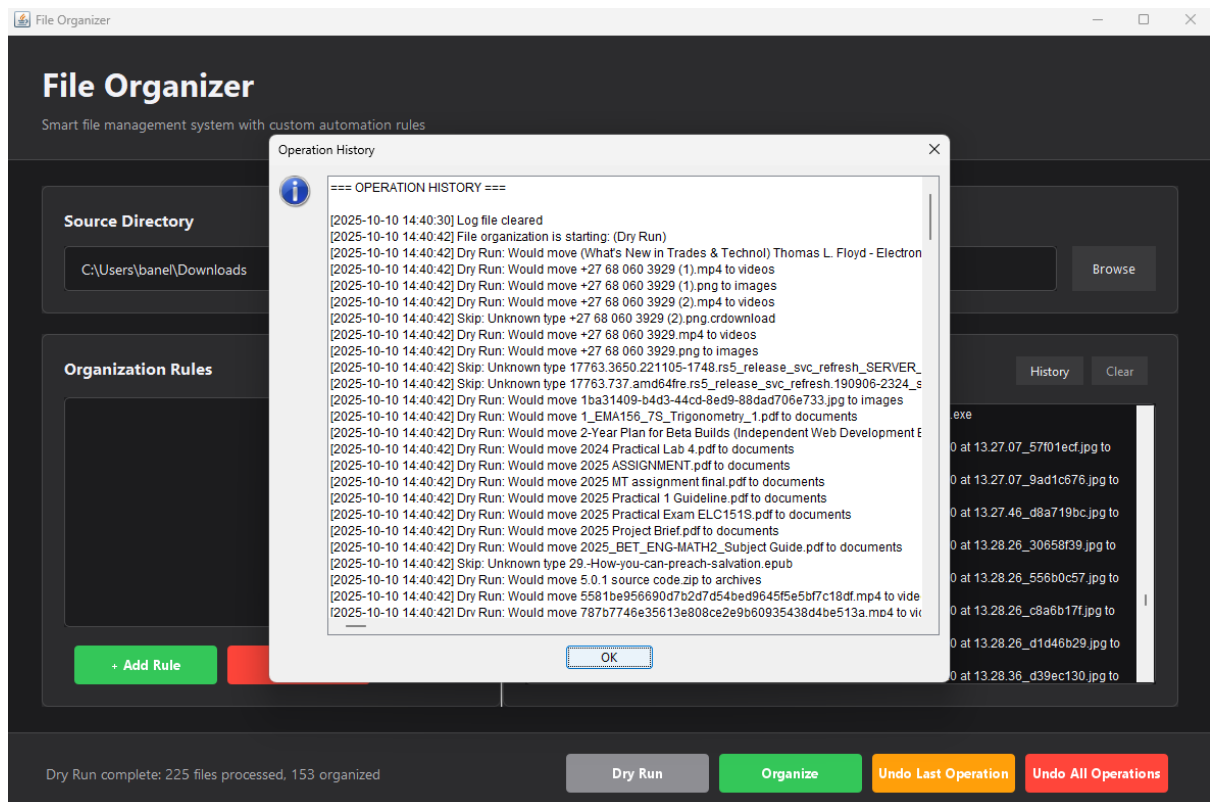 File Organizer
File Organizer
Smart file management system with custom automation rules
Source Directory
C:\Users\banel\Downloads
Browse
Organization Rules
History
Clear
+ Add Rule
Operation History
=== OPERATION HISTORY ===
[2025-10-10 14:40:30] Log file cleared
[2025-10-10 14:40:42] File organization is starting: (Dry Run)
[2025-10-10 14:40:42] Dry Run: Would move (What's New in Trades & Technol) Thomas L. Floyd - Electron
[2025-10-10 14:40:42] Dry Run: Would move +27 68 060 3929 (1).mp4 to videos
[2025-10-10 14:40:42] Dry Run: Would move +27 68 060 3929 (1).png to images
[2025-10-10 14:40:42] Dry Run: Would move +27 68 060 3929 (2).mp4 to videos
[2025-10-10 14:40:42] Skip: Unknown type +27 68 060 3929 (2).png.crdownload
[2025-10-10 14:40:42] Dry Run: Would move +27 68 060 3929.mp4 to videos
[2025-10-10 14:40:42] Dry Run: Would move +27 68 060 3929.png to images
[2025-10-10 14:40:42] Skip: Unknown type 17763.3650.221105-1748.rs5_release_svc_refresh_SERVER_
[2025-10-10 14:40:42] Skip: Unknown type 17763.737.amd64fre.rs5_release_svc_refresh.190906-2324_s
[2025-10-10 14:40:42] Dry Run: Would move 1ba31409-b4d3-44cd-8ed9-88dad706e733.jpg to images
[2025-10-10 14:40:42] Dry Run: Would move 1_EMA156_7S_Trigonometry_1.pdf to documents
[2025-10-10 14:40:42] Dry Run: Would move 2-Year Plan for Beta Builds (Independent Web Development E
[2025-10-10 14:40:42] Dry Run: Would move 2024 Practical Lab 4.pdf to documents
[2025-10-10 14:40:42] Dry Run: Would move 2025 ASSIGNMENT.pdf to documents
[2025-10-10 14:40:42] Dry Run: Would move 2025 MT assignment final.pdf to documents
[2025-10-10 14:40:42] Dry Run: Would move 2025 Practical 1 Guideline.pdf to documents
[2025-10-10 14:40:42] Dry Run: Would move 2025 Practical Exam ELC151S.pdf to documents
[2025-10-10 14:40:42] Dry Run: Would move 2025 Project Brief.pdf to documents
[2025-10-10 14:40:42] Dry Run: Would move 2025_BET_ENG-MATH2_Subject Guide.pdf to documents
[2025-10-10 14:40:42] Skip: Unknown type 29.-How-you-can-preach-salvation.epub
[2025-10-10 14:40:42] Dry Run: Would move 5.0.1 source code.zip to archives
[2025-10-10 14:40:42] Dry Run: Would move 5581be956690d7b2d7d54bed9645f5e5bf7c18df.mp4 to vide
[2025-10-10 14:40:42] Dry Run: Would move 787b7746e35613e808ce2e9b60935438d4be513a.mp4 to vic
OK
.exe
0 at 13.27.07_57f01ecf.jpg to
0 at 13.27.07_9ad1c676.jpg to
0 at 13.27.46_d8a719bc.jpg to
0 at 13.28.26_30658f39.jpg to
0 at 13.28.26_556b0c57.jpg to
0 at 13.28.26_c8a6b17f.jpg to
0 at 13.28.26_d1d46b29.jpg to
0 at 13.28.36_d39ec130.jpg to
Dry Run complete: 225 files processed, 153 organized
Dry Run
Organize
Undo Last Operation
Undo All Operations